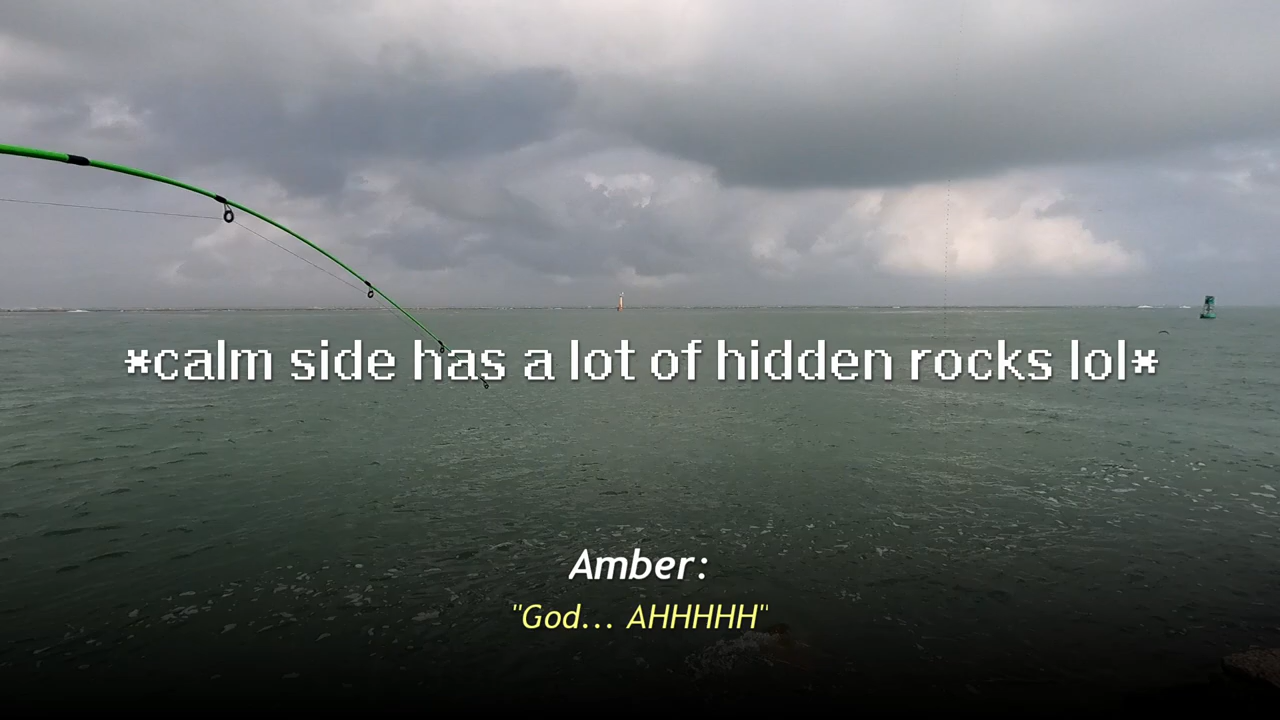 *calm side has a lot of hidden rocks lol*
Amber:
"God... AHHHHH"